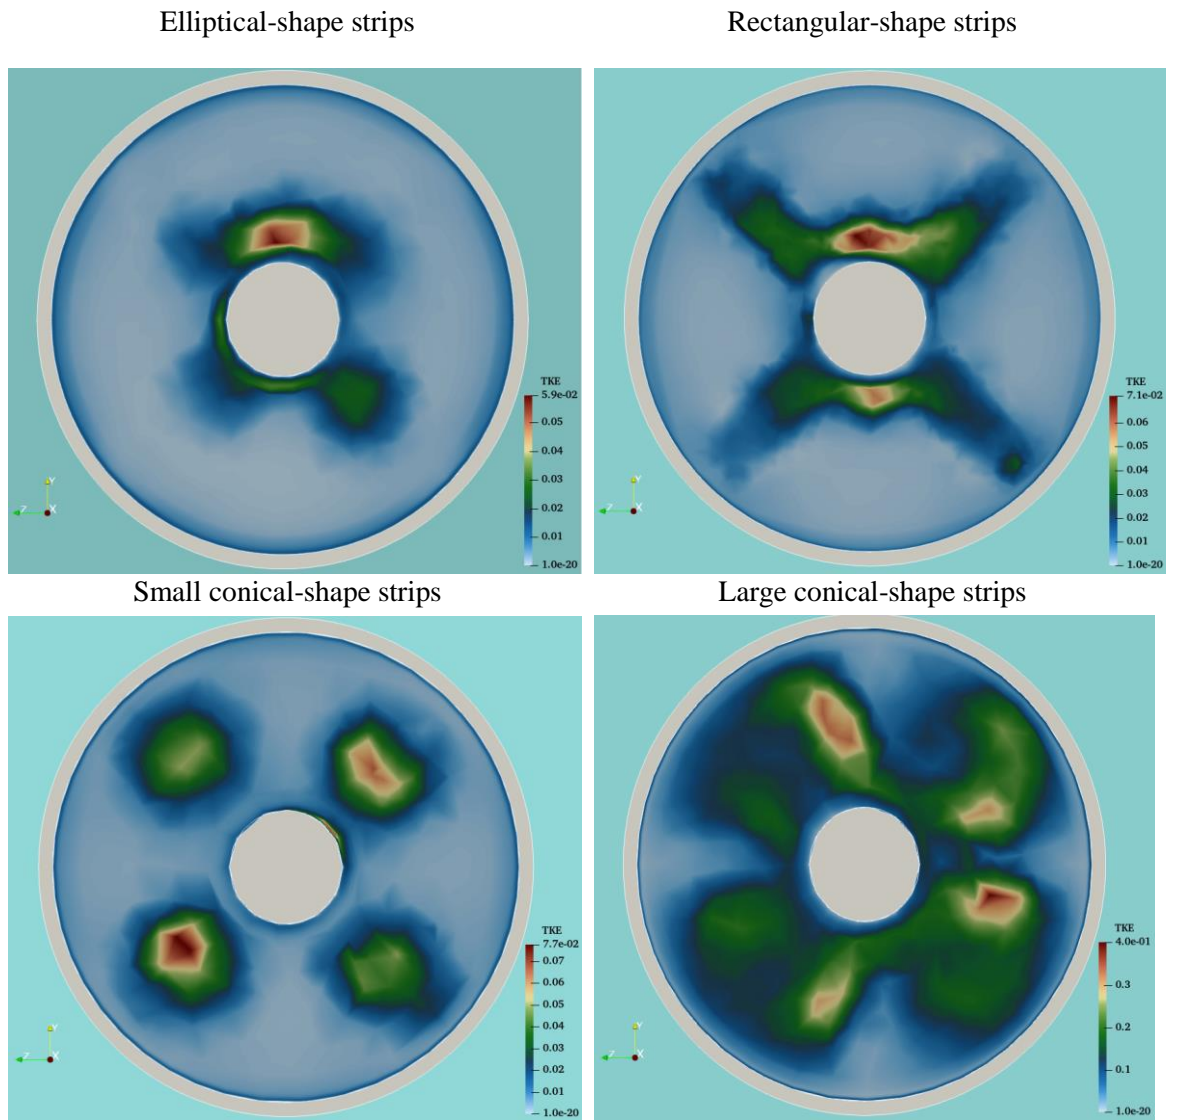 Elliptical-shape strips
Rectangular-shape strips
TKE
5.9e-02
0.05
0.04
0.03
0.02
0.01
1.0e-20
Y
Z
X
TKE
7.1e-02
0.06
0.05
0.04
0.03
0.02
0.01
1.0e-20
Y
Z
X
Small conical-shape strips
Large conical-shape strips
TKE
7.7e-02
0.07
0.06
0.05
0.04
0.03
0.02
0.01
1.0e-20
Y
Z
X
TKE
4.0e-01
0.3
0.2
0.1
1.0e-20
Y
Z
X